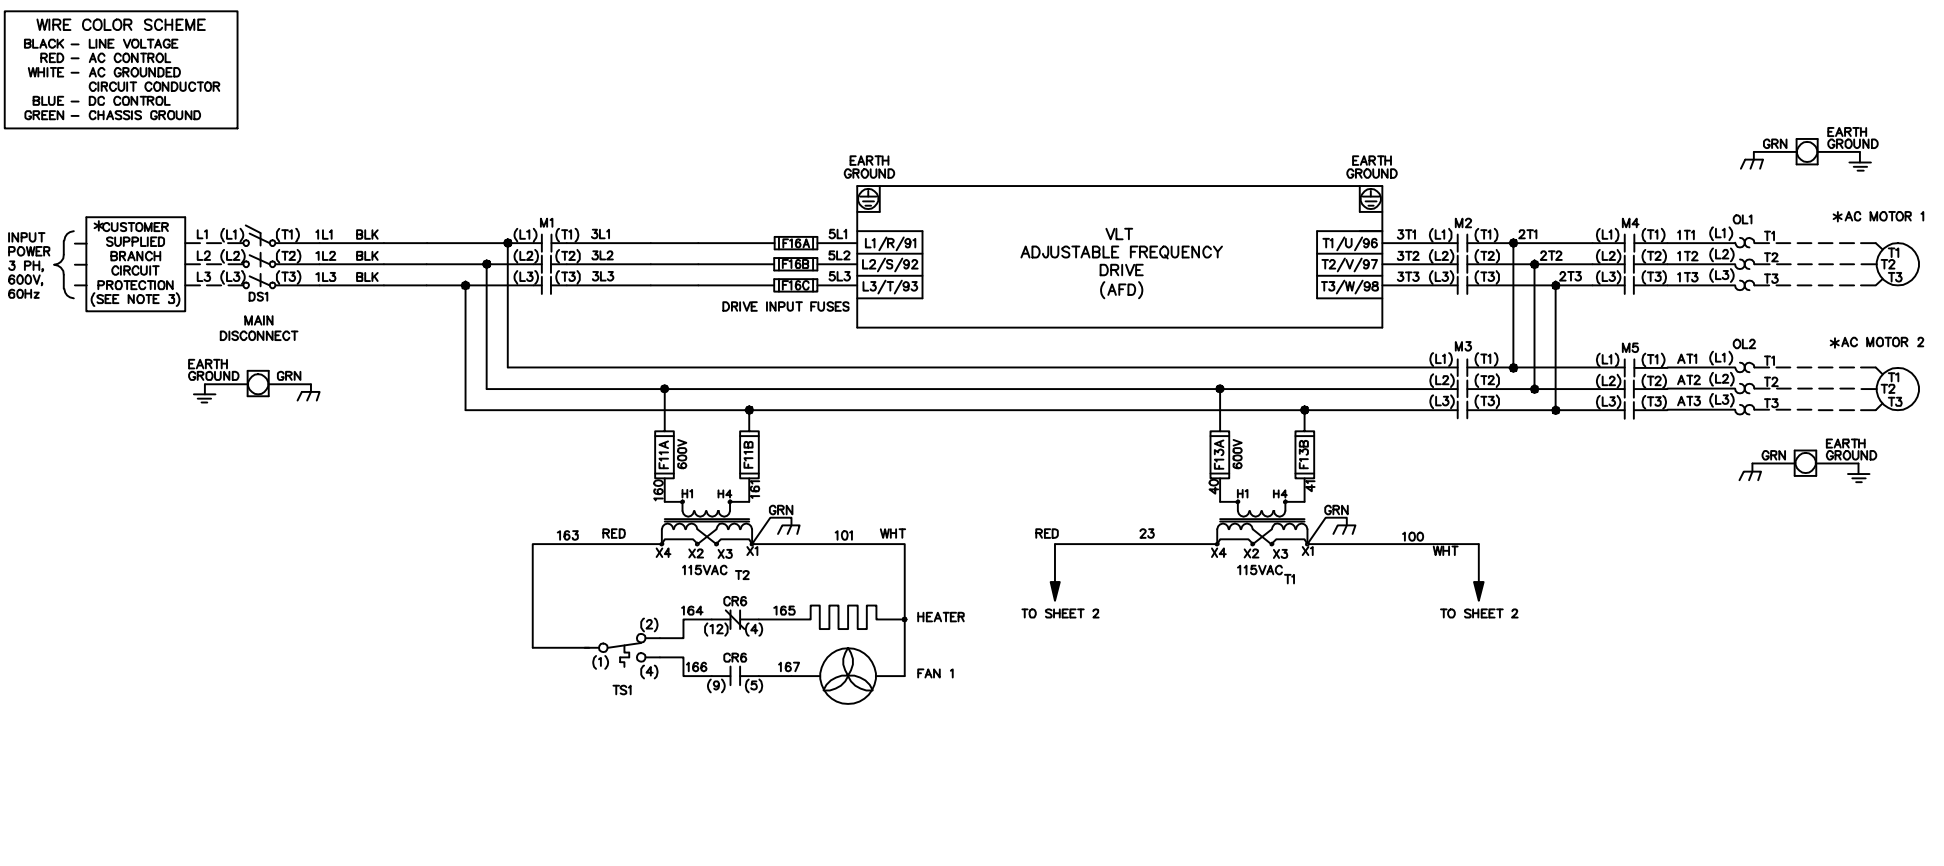 WIRE COLOR SCHEME
BLACK – LINE VOLTAGE
RED – AC CONTROL
WHITE – AC GROUNDED
CIRCUIT CONDUCTOR
BLUE – DC CONTROL
GREEN – CHASSIS GROUND
INPUT
POWER
3 PH,
600V,
60Hz
*CUSTOMER
SUPPLIED
BRANCH
CIRCUIT
PROTECTION
(SEE NOTE 3)
L1 (L1) (T1) 1L1 BLK
L2 (L2) (T2) 1L2 BLK
L3 (L3) (T3) 1L3 BLK
DS1
MAIN
DISCONNECT
EARTH
GROUND
GRN
M1
(L1) (T1) 3L1
(L2) (T2) 3L2
(L3) (T3) 3L3
F16A 5L1
F16B 5L2
F16C 5L3
DRIVE INPUT FUSES
EARTH
GROUND
L1/R/91
L2/S/92
L3/T/93
VLT
ADJUSTABLE FREQUENCY
DRIVE
(AFD)
EARTH
GROUND
T1/U/96
T2/V/97
T3/W/98
M2
3T1 (L1) (T1) 2T1
3T2 (L2) (T2) 2T2
3T3 (L3) (T3) 2T3
M4
(L1) (T1) 1T1 (L1)
(L2) (T2) 1T2 (L2)
(L3) (T3) 1T3 (L3)
OL1
T1
T2
T3
*AC MOTOR 1
T1
T2
T3
GRN
EARTH
GROUND
M3
(L1) (T1)
(L2) (T2)
(L3) (T3)
M5
(L1) (T1) AT1 (L1)
(L2) (T2) AT2 (L2)
(L3) (T3) AT3 (L3)
OL2
T1
T2
T3
*AC MOTOR 2
T1
T2
T3
GRN
EARTH
GROUND
F11A
600V
F11B
160
161
H1 H4
GRN
163 RED
101 WHT
X4 X2 X3 X1
115VAC T2
164 CR6 165
(12) (4)
HEATER
(2)
(1)
(4)
TS1
166 CR6 167
(9) (5)
FAN 1
F13A
600V
F13B
40
41
H1 H4
GRN
RED 23
100
WHT
X4 X2 X3 X1
115VAC T1
TO SHEET 2
TO SHEET 2